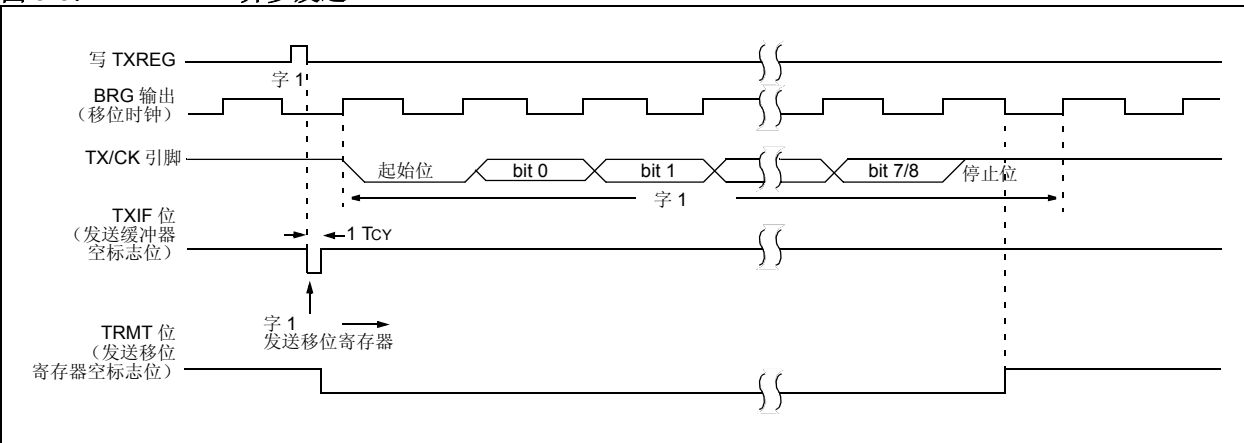 写 TXREG
字 1
BRG 输出
（移位时钟）
TX/CK 引脚
起始位
bit 0
bit 1
bit 7/8
停止位
字 1
TXIF 位
（发送缓冲器
空标志位）
1 TCY
字 1
发送移位寄存器
TRMT 位
（发送移位
寄存器空标志位）